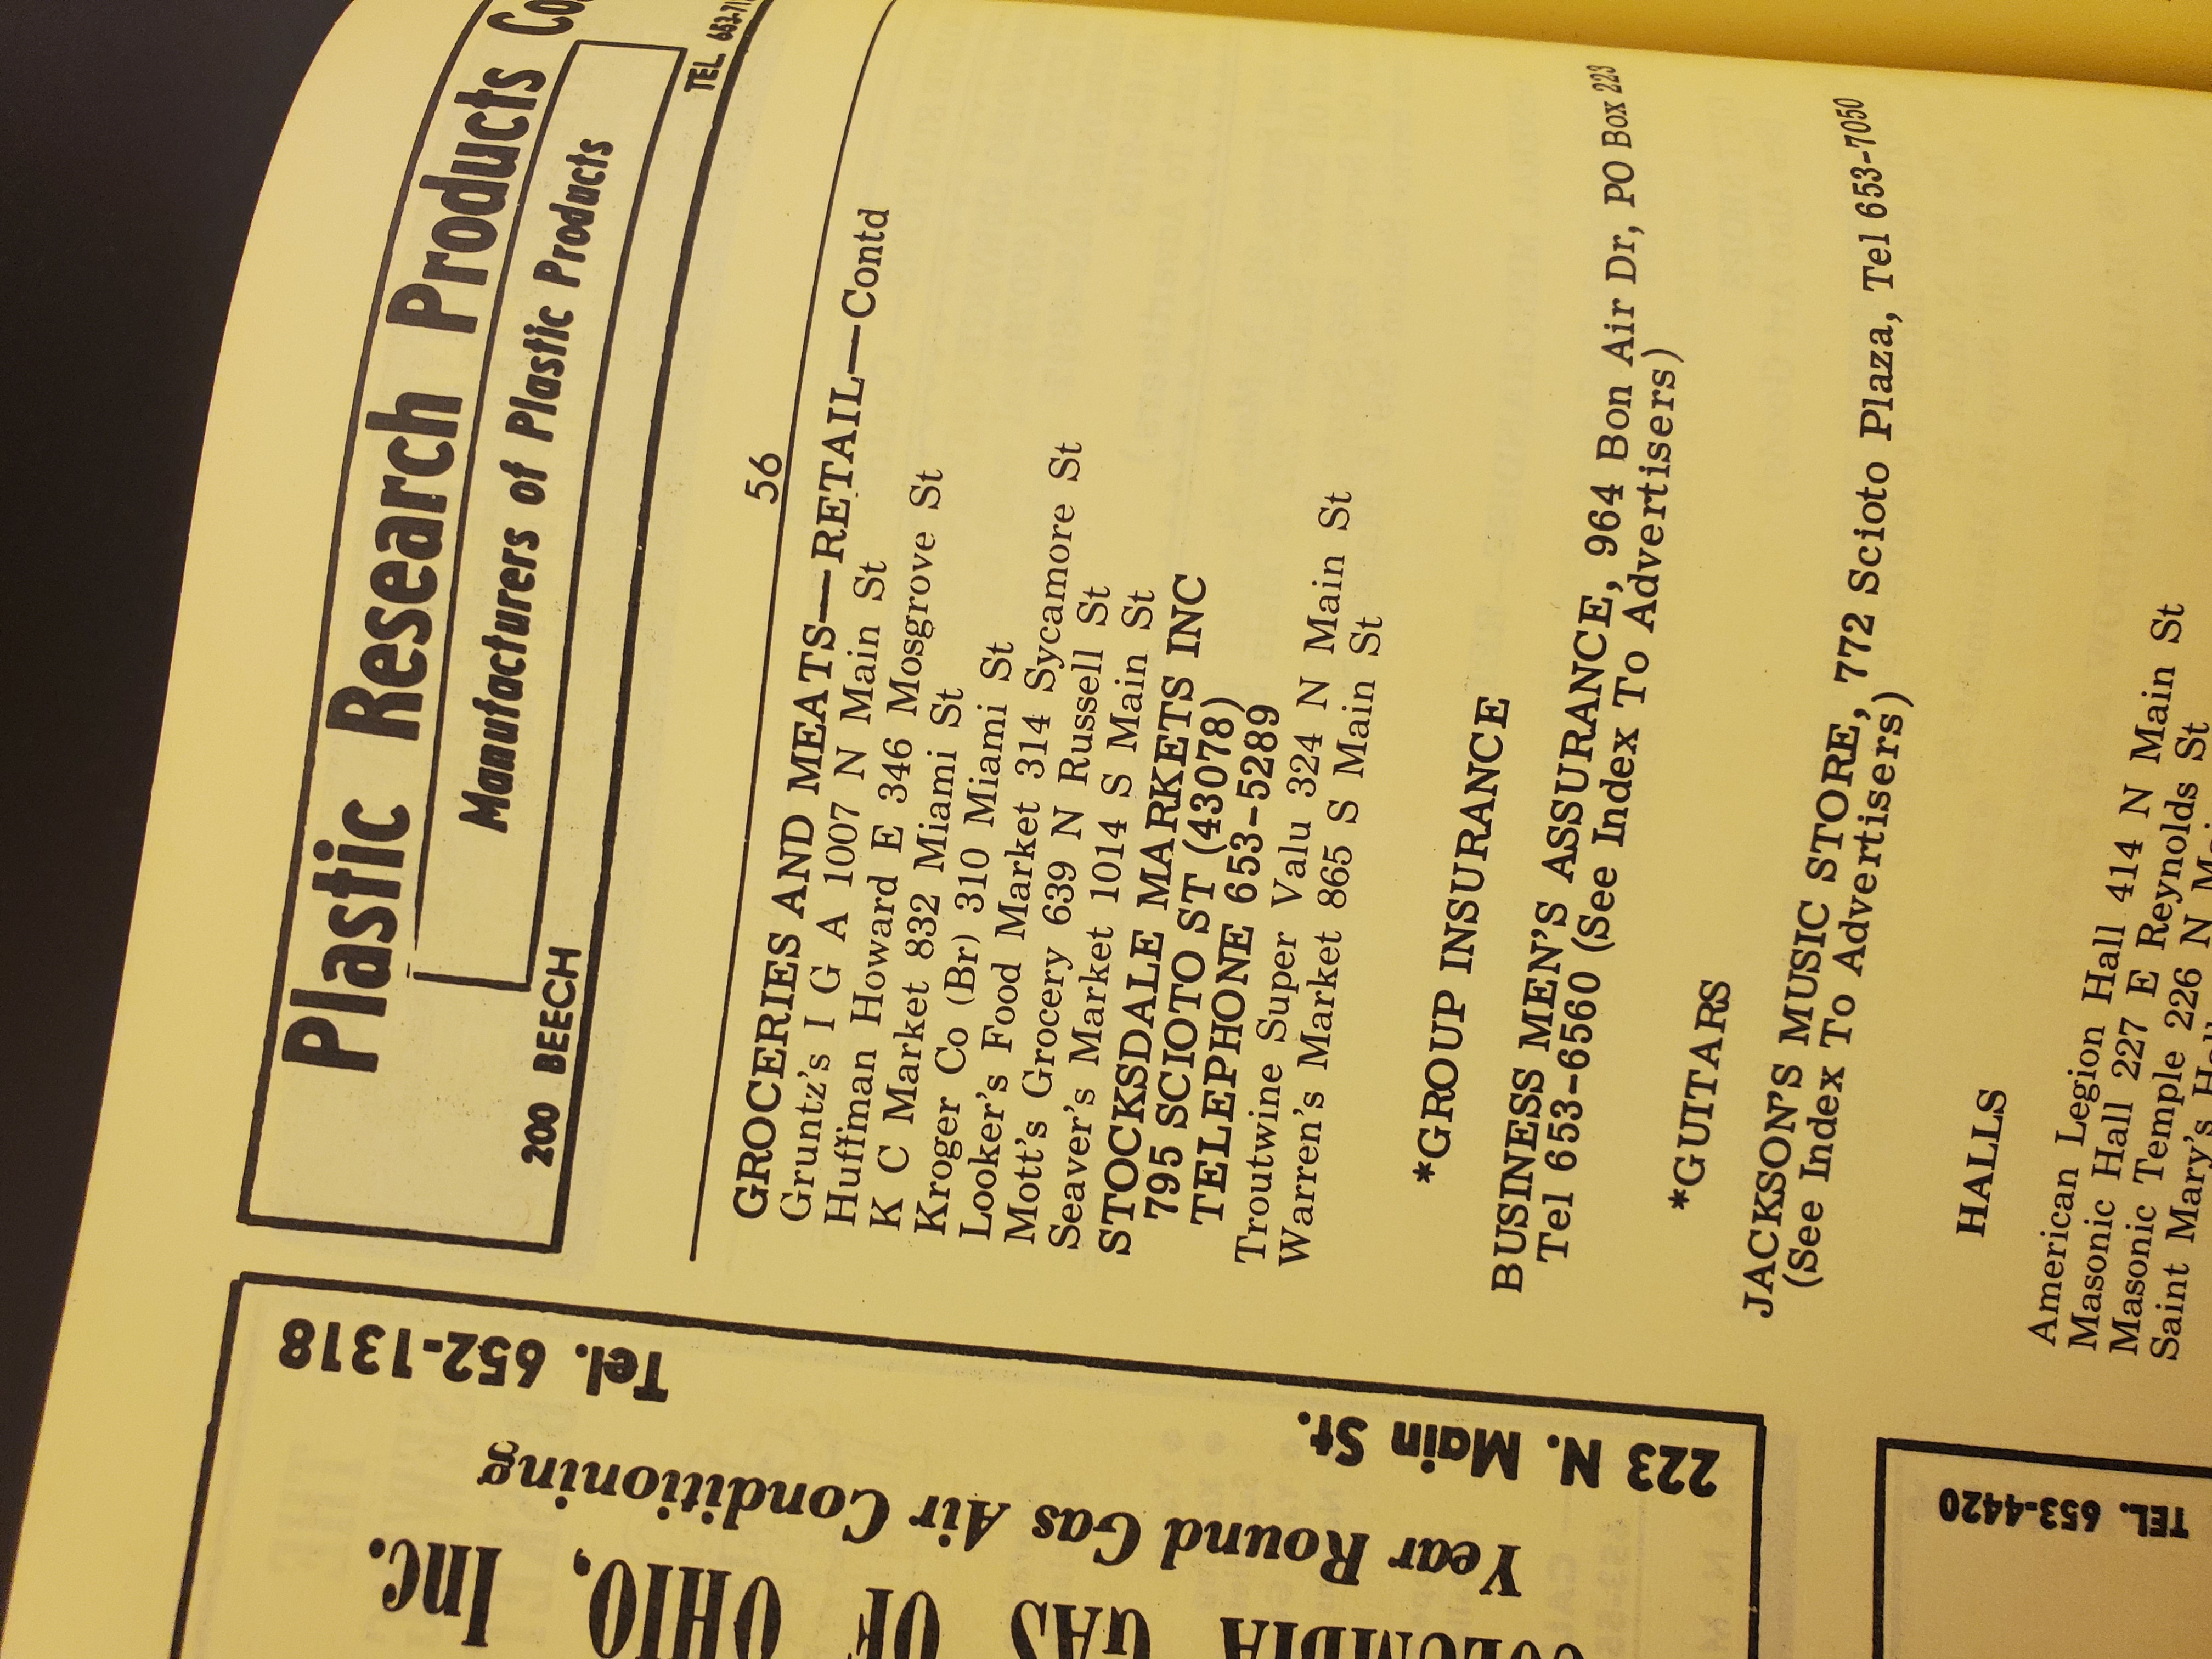 Plastic Research Products
Manufacturers of Plastic Products
200 BEECH
TEL.
56
GROCERIES AND MEATS—RETAIL—Contd
Gruntz's I G A 1007 N Main St
Huffman Howard E 346 Mosgrove St
K C Market 832 Miami St
Kroger Co (Br) 310 Miami St
Looker's Food Market 314 Sycamore St
Mott's Grocery 639 N Russell St
Seaver's Market 1014 S Main St
STOCKSDALE MARKETS INC
795 SCIOTO ST (43078)
TELEPHONE 653-5289
Troutwine Super Valu 324 N Main St
Warren's Market 865 S Main St
*GROUP INSURANCE
BUSINESS MEN'S ASSURANCE, 964 Bon Air Dr, PO Box 223
Tel 653-6560 (See Index To Advertisers)
*GUITARS
JACKSON'S MUSIC STORE, 772 Scioto Plaza, Tel 653-7050
(See Index To Advertisers)
HALLS
American Legion Hall 414 N Main St
Masonic Hall 227 E Reynolds St
Masonic Temple 226 N
Saint Mary's
GAS OF OHIO, Inc.
Year Round Gas Air Conditioning
223 N. Main St.
Tel. 652-1318
TEL. 653-4420